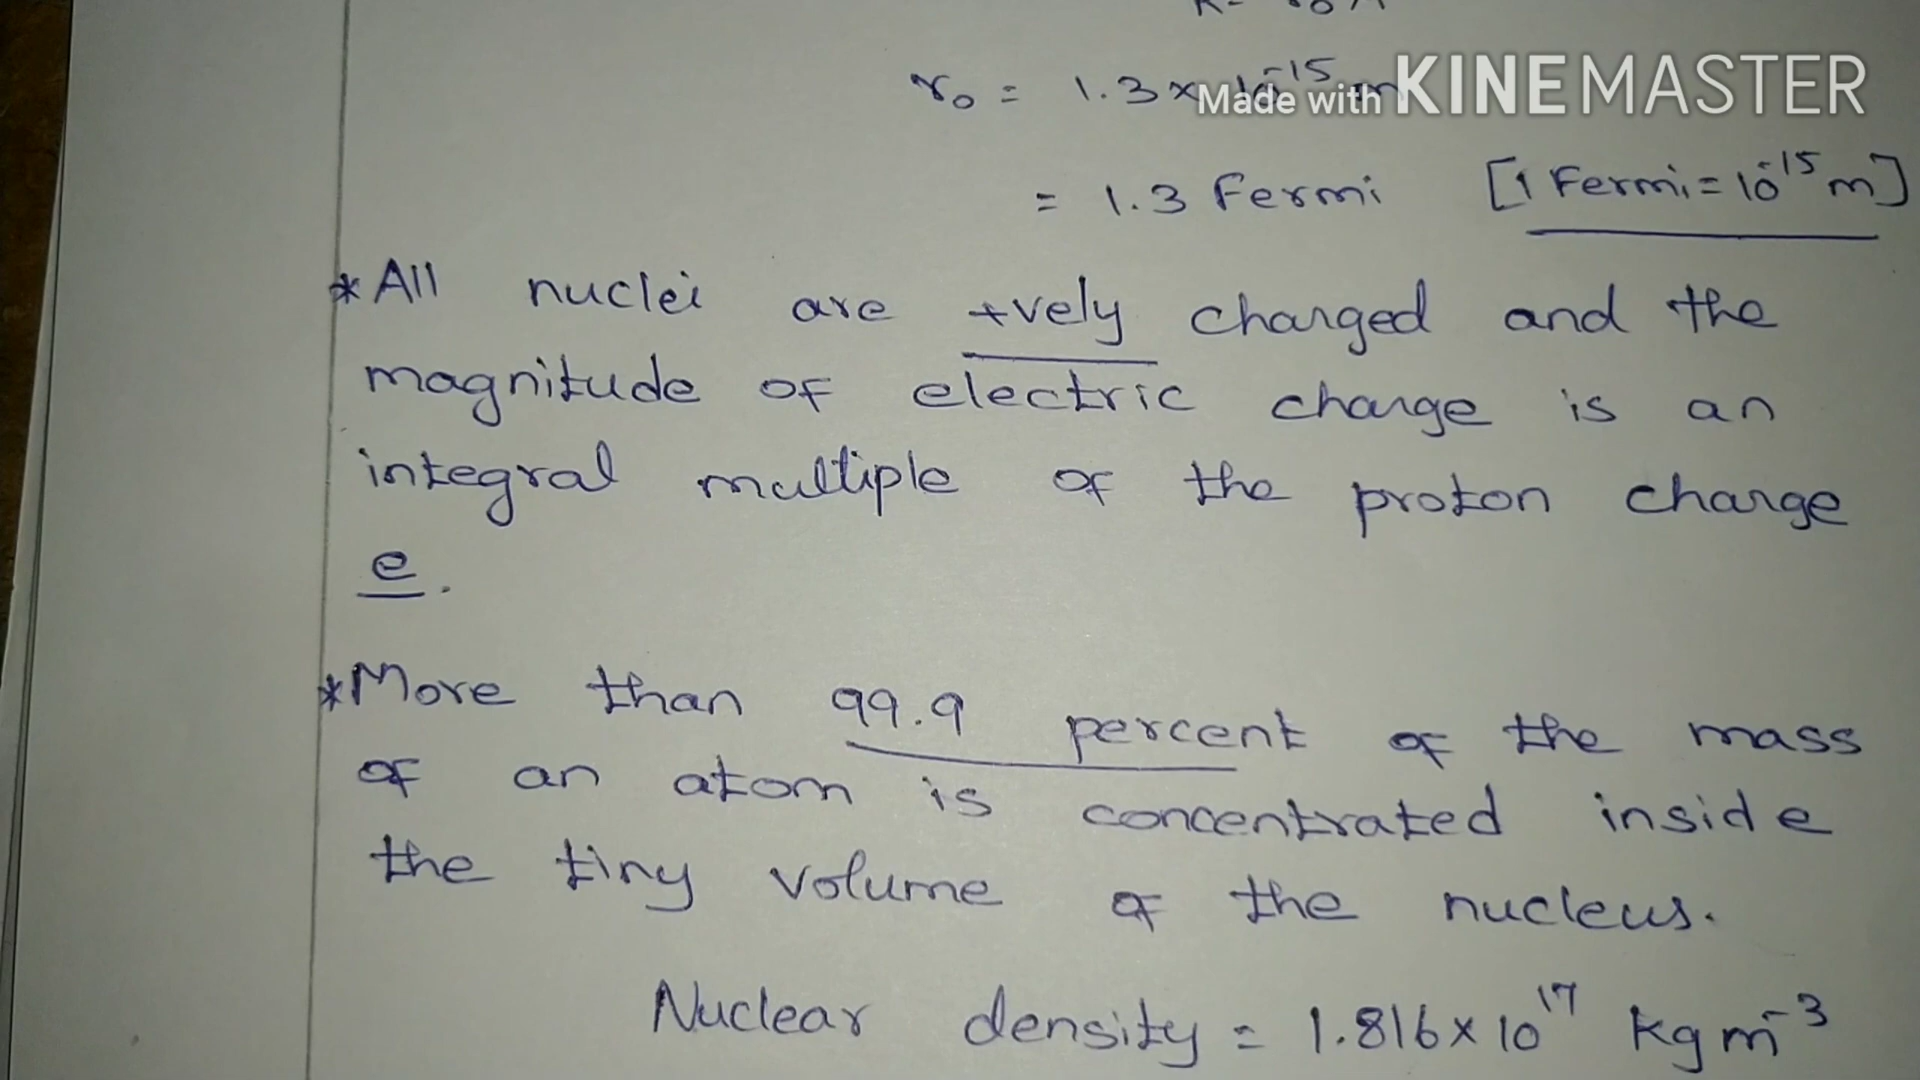 r₀ = 1.3 × 10⁻¹⁵ m
Made with KINEMASTER
= 1.3 Fermi [1 Fermi = 10⁻¹⁵ m]
* All nuclei are +vely charged and the
magnitude of electric charge is an
integral multiple of the proton charge
e.
* More than 99.9 percent of the mass
of an atom is concentrated inside
the tiny volume of the nucleus.
Nuclear density = 1.816 × 10¹⁷ kg m⁻³